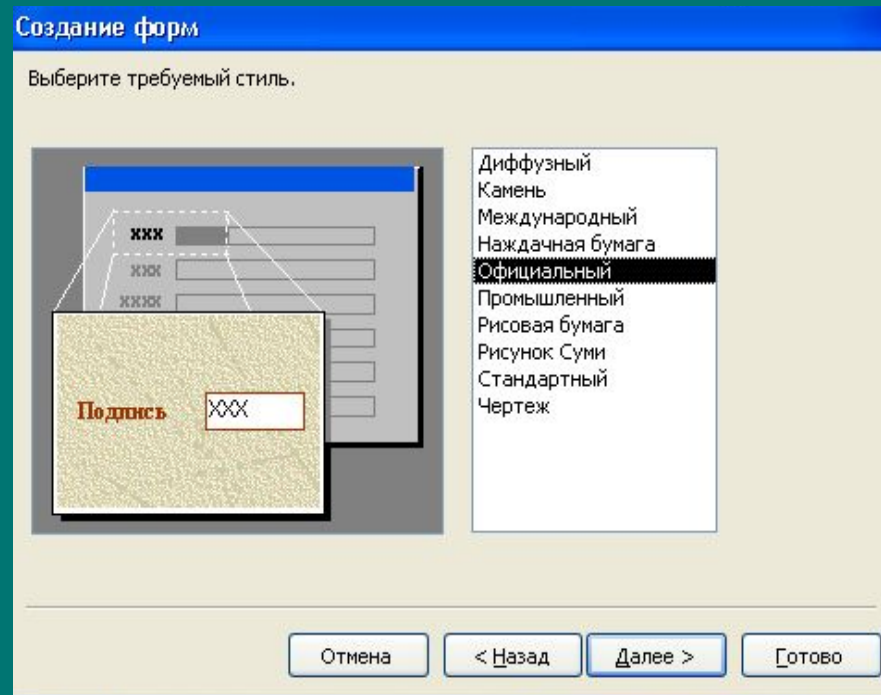 Создание форм
Выберите требуемый стиль.
xxx
xxx
xxxx
Подпись XXX
Диффузный
Камень
Международный
Наждачная бумага
Официальный
Промышленный
Рисовая бумага
Рисунок Суми
Стандартный
Чертеж
Отмена < Назад Далее > Готово